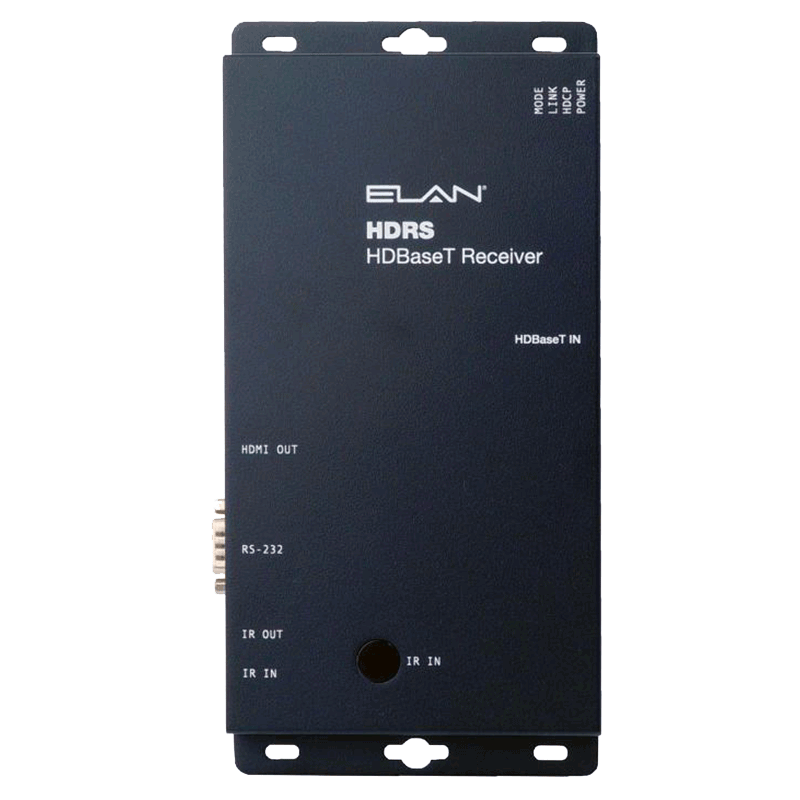 MODE
LINK
HDCP
POWER
ELAN®
HDRS
HDBaseT Receiver
HDBaseT IN
HDMI OUT
RS-232
IR OUT
IR IN
IR IN